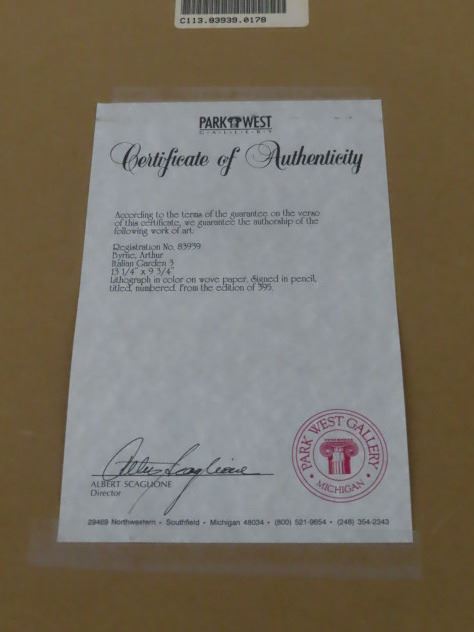 C113.83939.0178
PARK WEST
GALLERY
Certificate of Authenticity
According to the terms of the guarantee on the verso
of this certificate, we guarantee the authorship of the
following work of art:
Registration No. 83939
Byrne, Arthur
Italian Garden 3
13 1/4" x 9 3/4"
Lithograph in color on wove paper. Signed in pencil,
titled, numbered. From the edition of 395.
PARK WEST GALLERY
• MICHIGAN •
Albert Scaglione
ALBERT SCAGLIONE
Director
29469 Northwestern • Southfield • Michigan 48034 • (800) 521-9654 • (248) 354-2343